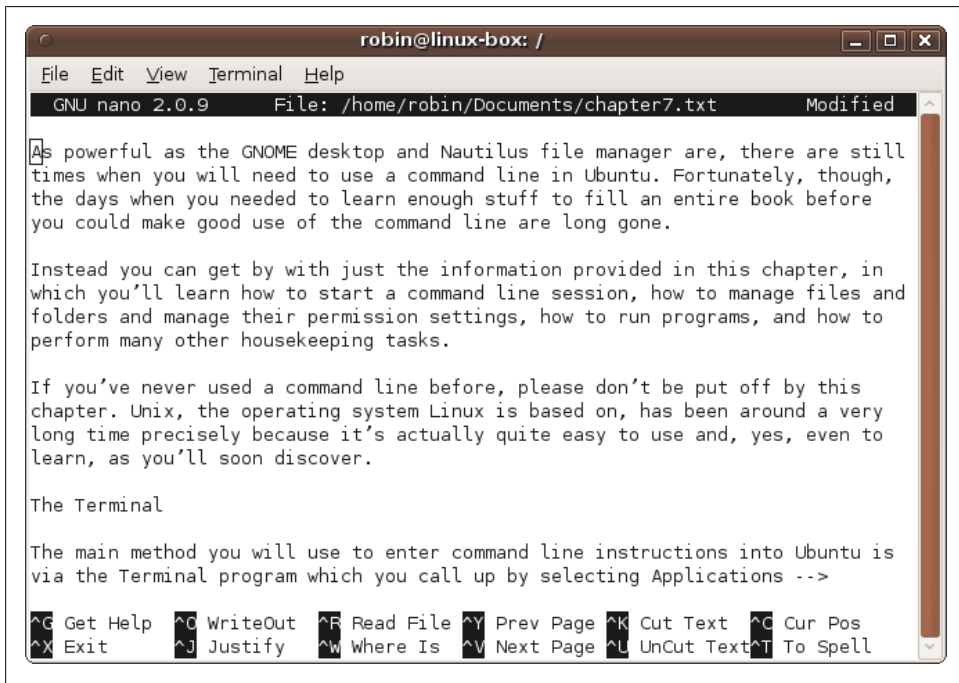 robin@linux-box: /
File Edit View Terminal Help
GNU nano 2.0.9 File: /home/robin/Documents/chapter7.txt Modified
As powerful as the GNOME desktop and Nautilus file manager are, there are still
times when you will need to use a command line in Ubuntu. Fortunately, though,
the days when you needed to learn enough stuff to fill an entire book before
you could make good use of the command line are long gone.
Instead you can get by with just the information provided in this chapter, in
which you'll learn how to start a command line session, how to manage files and
folders and manage their permission settings, how to run programs, and how to
perform many other housekeeping tasks.
If you've never used a command line before, please don't be put off by this
chapter. Unix, the operating system Linux is based on, has been around a very
long time precisely because it's actually quite easy to use and, yes, even to
learn, as you'll soon discover.
The Terminal
The main method you will use to enter command line instructions into Ubuntu is
via the Terminal program which you call up by selecting Applications -->
^G Get Help ^O WriteOut ^R Read File ^Y Prev Page ^K Cut Text ^C Cur Pos
^X Exit ^J Justify ^W Where Is ^V Next Page ^U UnCut Text ^T To Spell